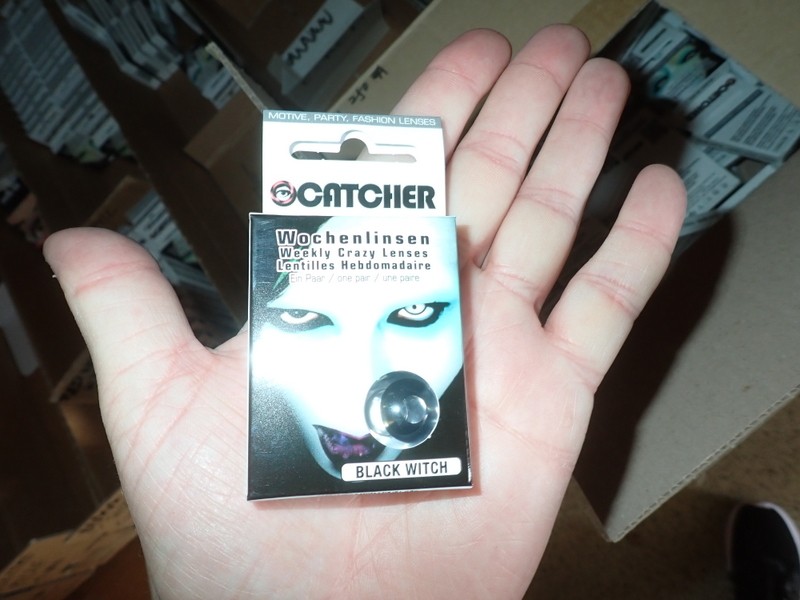 MOTIVE, PARTY, FASHION LENSES
CATCHER
Wochenlinsen
Weekly Crazy Lenses
Lentilles Hebdomadaire
Ein Paar / one pair / une paire
BLACK WITCH